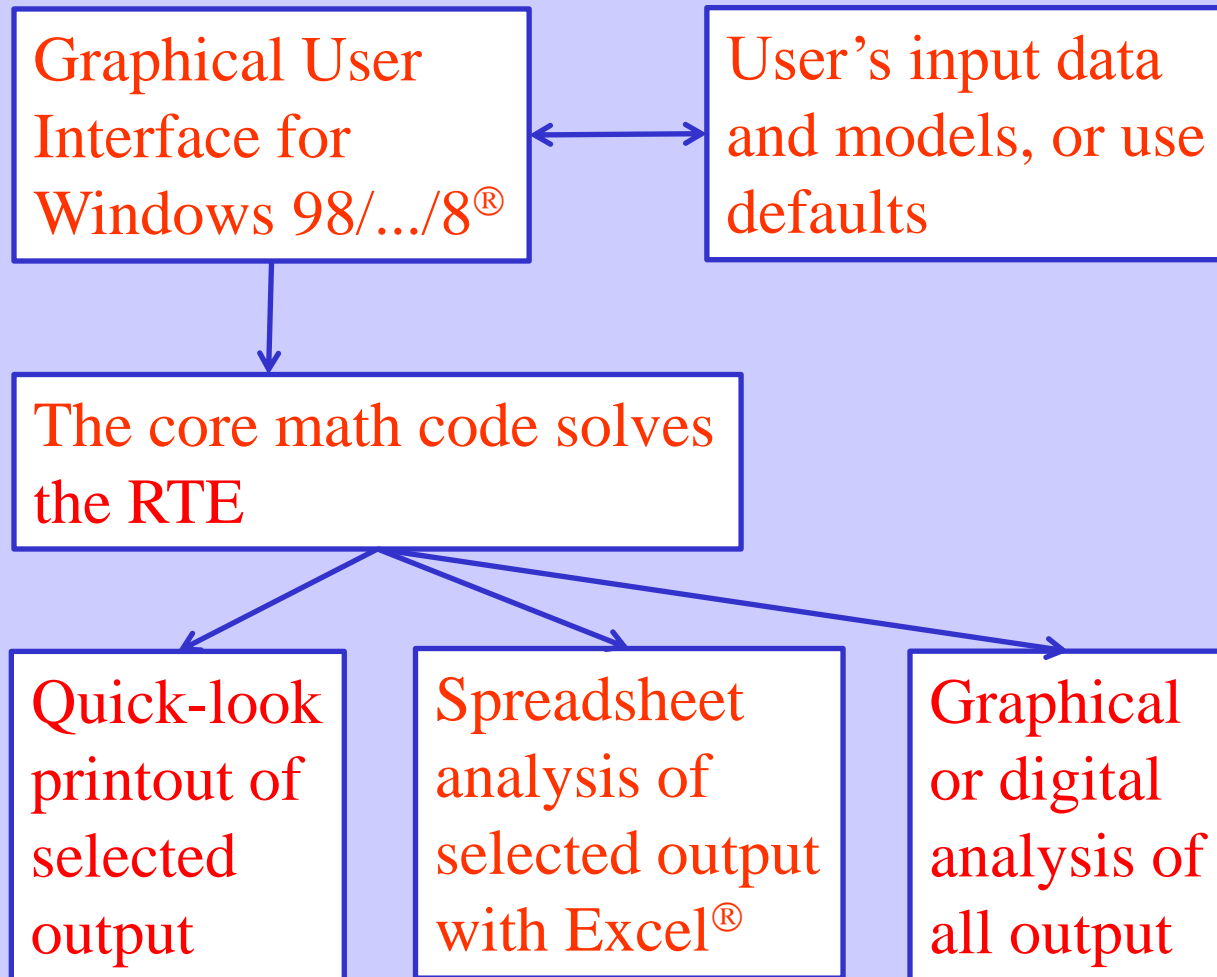 Graphical User
Interface for
Windows 98/.../8®
User’s input data
and models, or use
defaults
The core math code solves
the RTE
Quick-look
printout of
selected
output
Spreadsheet
analysis of
selected output
with Excel®
Graphical
or digital
analysis of
all output